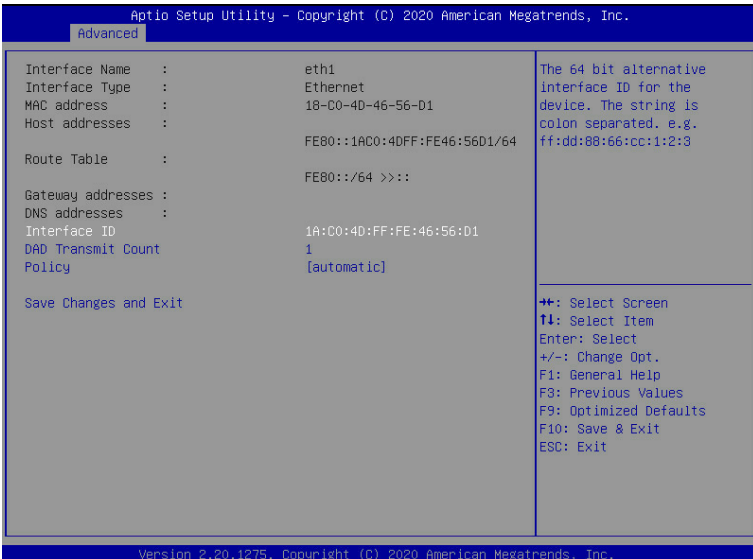 Aptio Setup Utility – Copyright (C) 2020 American Megatrends, Inc.
Advanced
Interface Name : eth1
Interface Type : Ethernet
MAC address : 18-C0-4D-46-56-D1
Host addresses :
FE80::1AC0:4DFF:FE46:56D1/64
Route Table :
FE80::/64 >>::
Gateway addresses :
DNS addresses :
Interface ID 1A:C0:4D:FF:FE:46:56:D1
DAD Transmit Count 1
Policy [automatic]
Save Changes and Exit
The 64 bit alternative
interface ID for the
device. The string is
colon separated. e.g.
ff:dd:88:66:cc:1:2:3
→←: Select Screen
↑↓: Select Item
Enter: Select
+/-: Change Opt.
F1: General Help
F3: Previous Values
F9: Optimized Defaults
F10: Save & Exit
ESC: Exit
Version 2.20.1275. Copyright (C) 2020 American Megatrends, Inc.